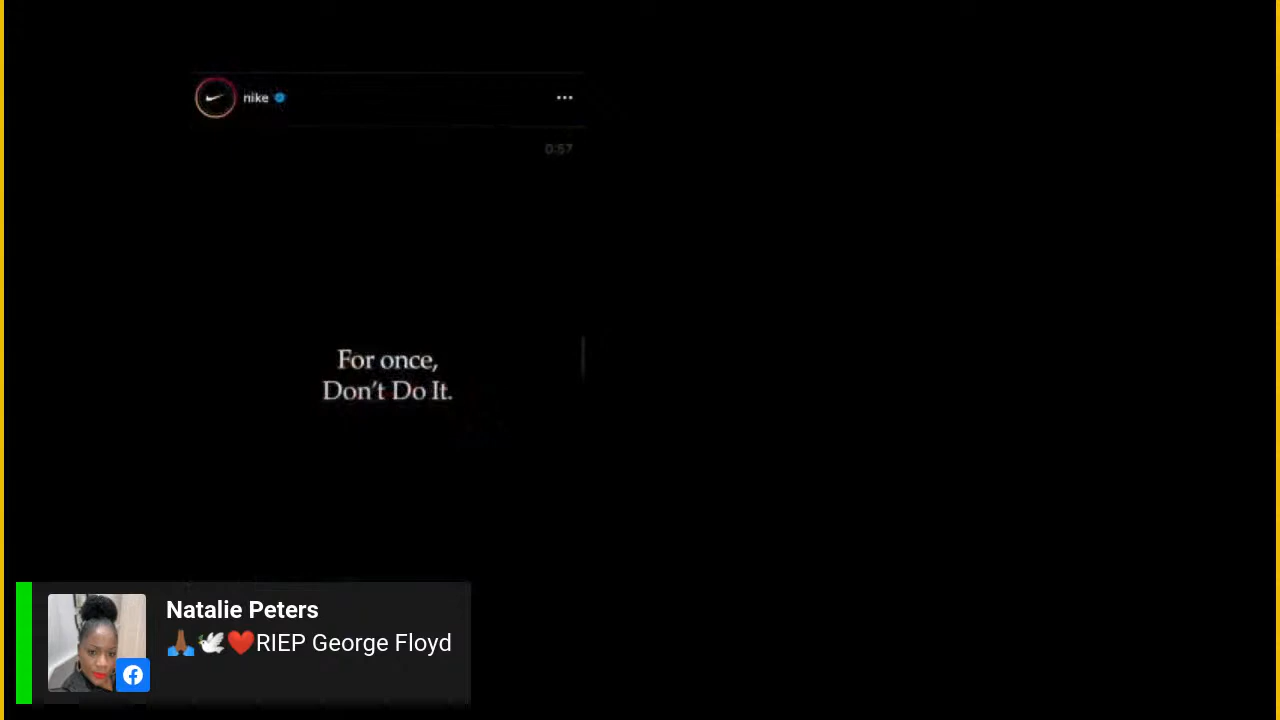 nike
0:57
For once,
Don't Do It.
Natalie Peters
🙏🏾🕊❤️RIEP George Floyd